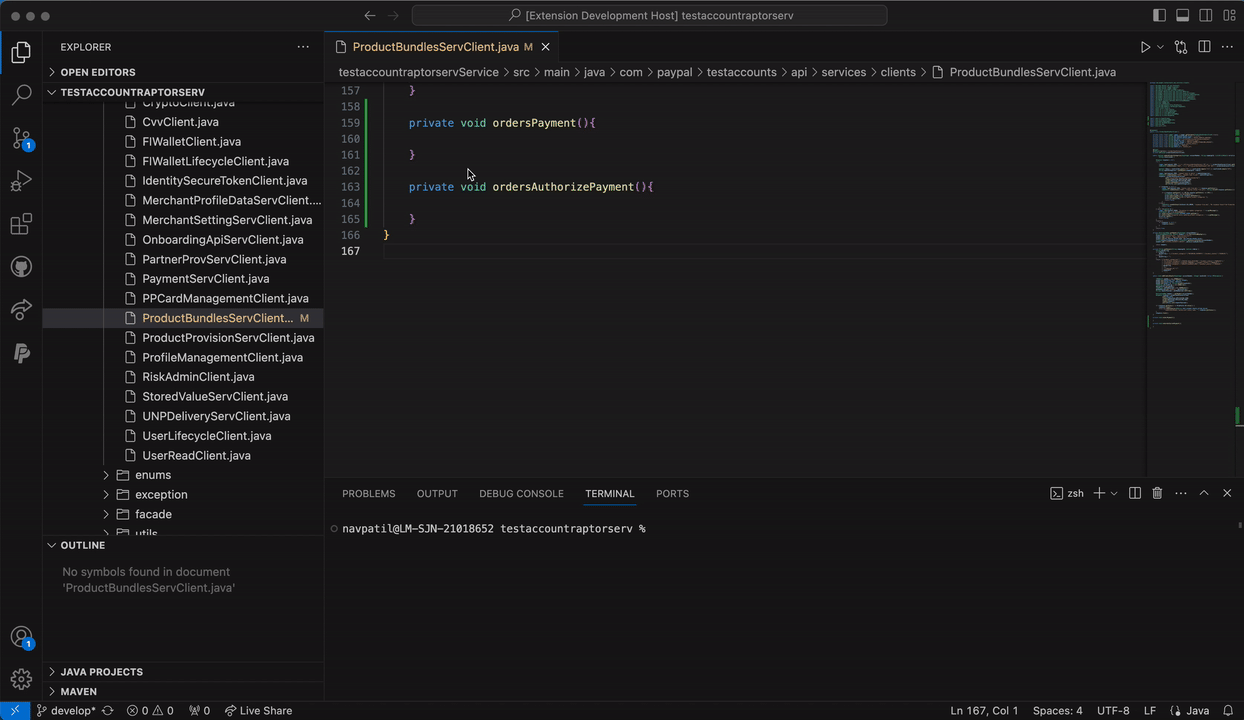 [Extension Development Host] testaccountraptorserv
EXPLORER
ProductBundlesServClient.java M
OPEN EDITORS
testaccountraptorservService > src > main > java > com > paypal > testaccounts > api > services > clients > ProductBundlesServClient.java
TESTACCOUNTRAPTORSERV
CryptoClient.java
CvvClient.java
FIWalletClient.java
FIWalletLifecycleClient.java
IdentitySecureTokenClient.java
MerchantProfileDataServClient....
MerchantSettingServClient.java
OnboardingApiServClient.java
PartnerProvServClient.java
PaymentServClient.java
PPCardManagementClient.java
ProductBundlesServClient... M
ProductProvisionServClient.java
ProfileManagementClient.java
RiskAdminClient.java
StoredValueServClient.java
UNPDeliveryServClient.java
UserLifecycleClient.java
UserReadClient.java
enums
exception
facade
utils
157 }
158
159 private void ordersPayment(){
160
161 }
162
163 private void ordersAuthorizePayment(){
164
165 }
166 }
167
PROBLEMS OUTPUT DEBUG CONSOLE TERMINAL PORTS
zsh
navpatil@LM-SJN-21018652 testaccountraptorserv %
OUTLINE
No symbols found in document
'ProductBundlesServClient.java'
JAVA PROJECTS
MAVEN
1
1
develop* 0 0 0 Live Share
Ln 167, Col 1 Spaces: 4 UTF-8 LF Java